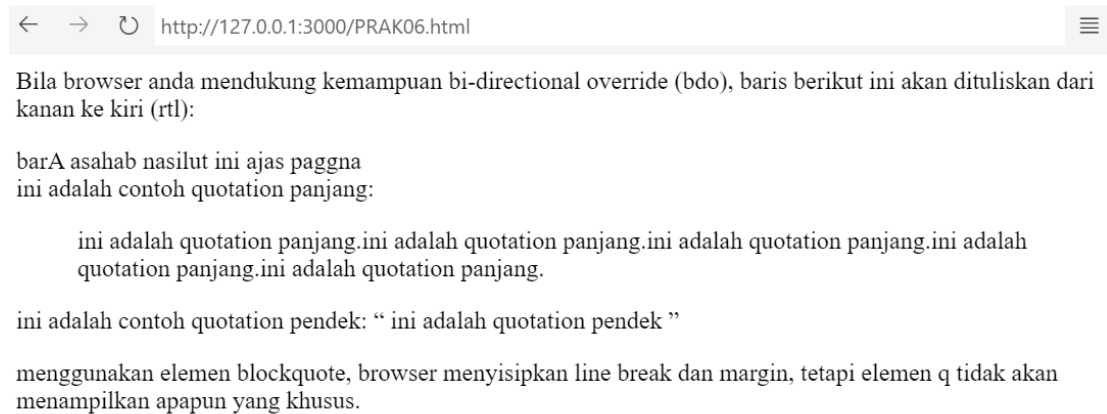 http://127.0.0.1:3000/PRAK06.html
Bila browser anda mendukung kemampuan bi-directional override (bdo), baris berikut ini akan dituliskan dari
kanan ke kiri (rtl):
barA asahab nasilut ini ajas paggna
ini adalah contoh quotation panjang:
ini adalah quotation panjang.ini adalah quotation panjang.ini adalah quotation panjang.ini adalah
quotation panjang.ini adalah quotation panjang.
ini adalah contoh quotation pendek: “ ini adalah quotation pendek ”
menggunakan elemen blockquote, browser menyisipkan line break dan margin, tetapi elemen q tidak akan
menampilkan apapun yang khusus.